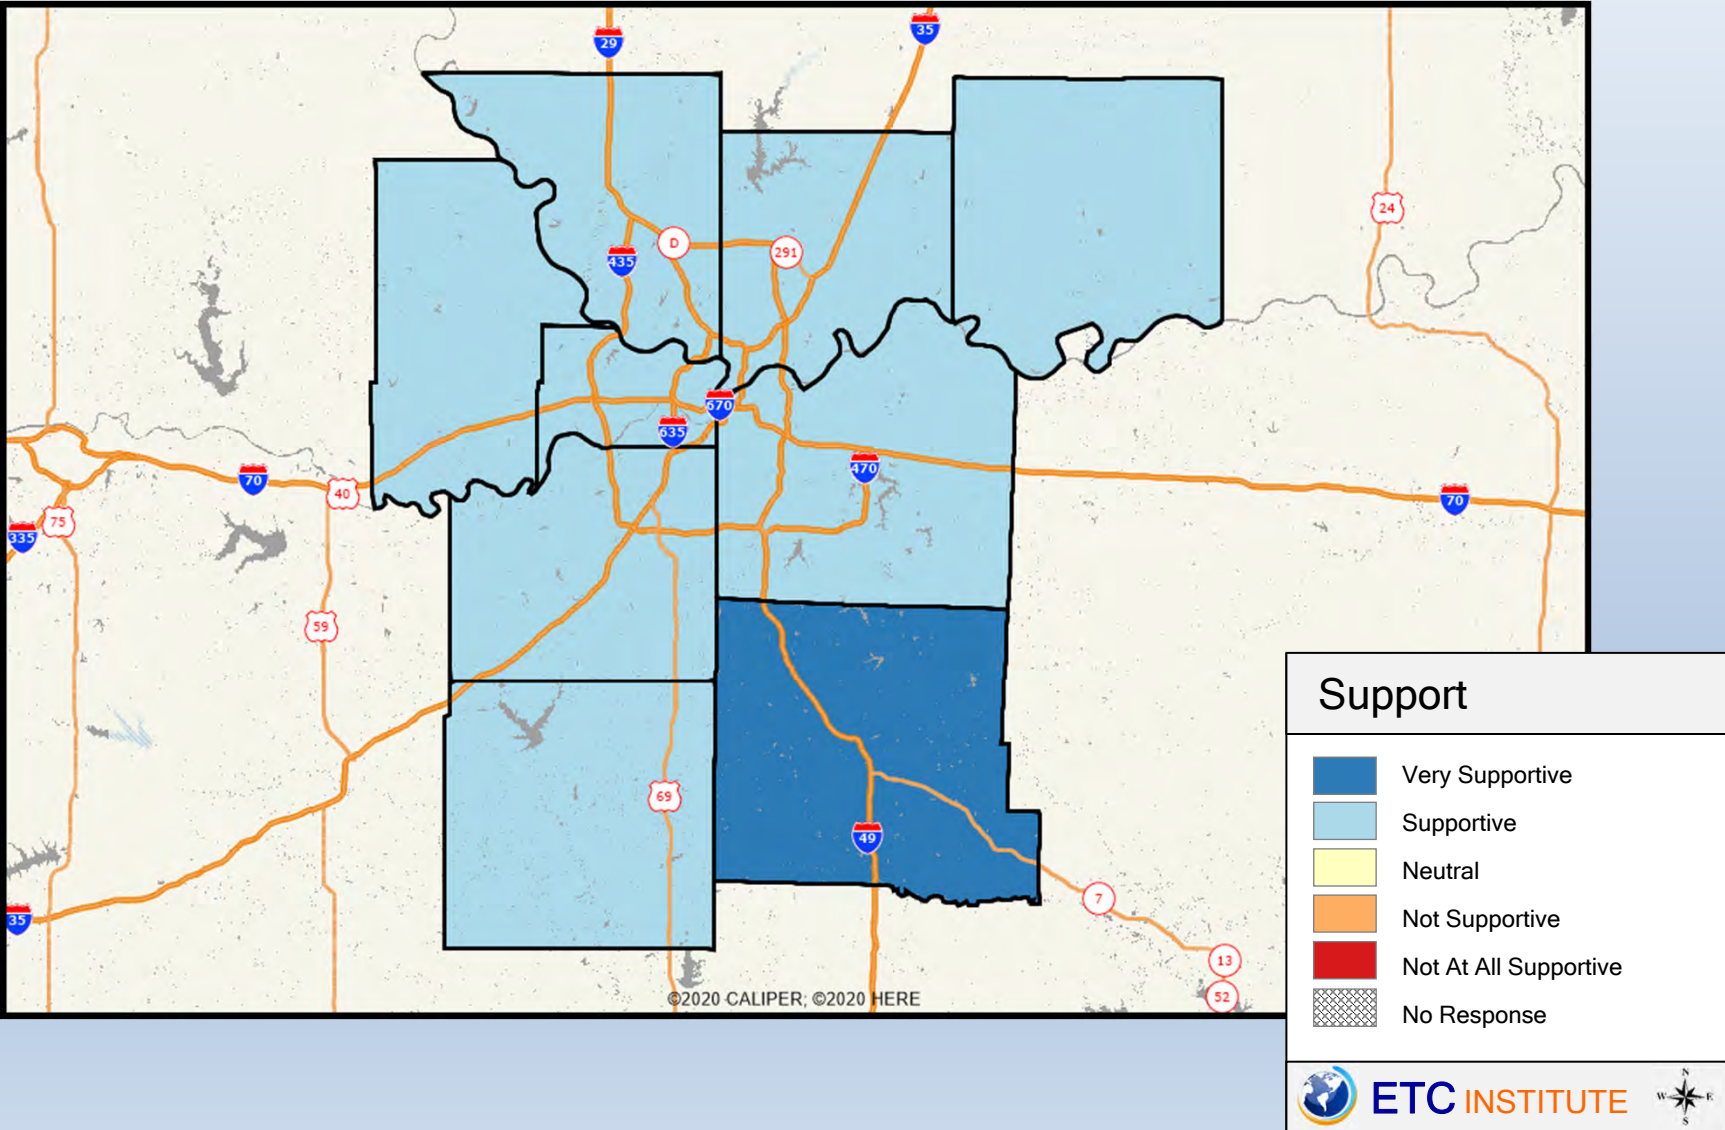 29
35
24
D
291
435
670
635
470
70
40
70
75
335
59
69
49
35
7
13
52
©2020 CALIPER; ©2020 HERE
Support
Very Supportive
Supportive
Neutral
Not Supportive
Not At All Supportive
No Response
ETC INSTITUTE
N
W E
S